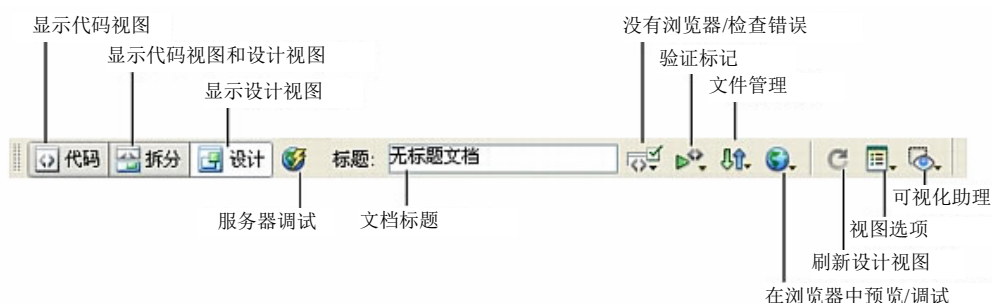 显示代码视图
没有浏览器/检查错误
显示代码视图和设计视图
验证标记
显示设计视图
文件管理
代码
拆分
设计
标题:
无标题文档
服务器调试
文档标题
可视化助理
视图选项
刷新设计视图
在浏览器中预览/调试